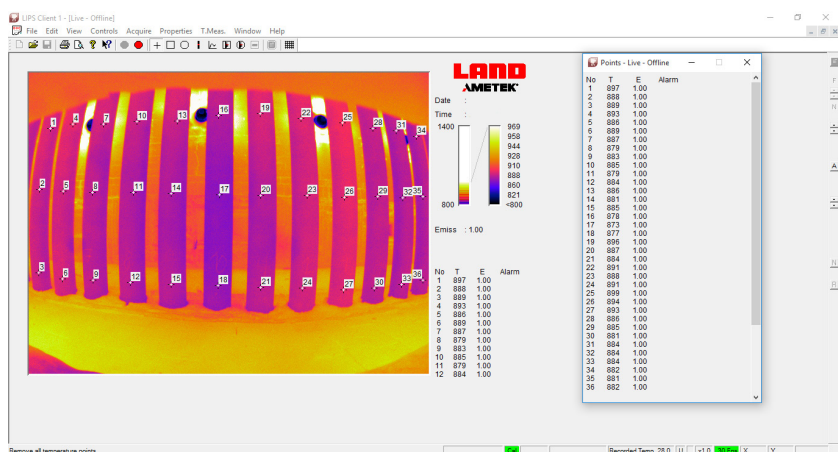 LIPS Client 1 - [Live - Offline]
File Edit View Controls Acquire Properties T.Meas. Window Help
LAND
AMETEK
Date :
Time :
1400
800
969
958
944
928
910
888
860
821
<800
Emiss : 1.00
1 4 7 10 13 16 19 22 25 28 31 34
2 5 8 11 14 17 20 23 26 29 32 35
3 6 9 12 15 18 21 24 27 30 33 36
No T E Alarm
1 897 1.00
2 888 1.00
3 889 1.00
4 893 1.00
5 886 1.00
6 889 1.00
7 887 1.00
8 879 1.00
9 883 1.00
10 885 1.00
11 879 1.00
12 884 1.00
Points - Live - Offline
No T E Alarm
1 897 1.00
2 888 1.00
3 889 1.00
4 893 1.00
5 886 1.00
6 889 1.00
7 887 1.00
8 879 1.00
9 883 1.00
10 885 1.00
11 879 1.00
12 884 1.00
13 886 1.00
14 881 1.00
15 885 1.00
16 878 1.00
17 873 1.00
18 877 1.00
19 896 1.00
20 887 1.00
21 884 1.00
22 891 1.00
23 888 1.00
24 891 1.00
25 899 1.00
26 894 1.00
27 893 1.00
28 886 1.00
29 885 1.00
30 881 1.00
31 884 1.00
32 884 1.00
33 884 1.00
34 882 1.00
35 881 1.00
36 882 1.00
F
N
A
N
R
Remove all temperature points
Cal
Recorded Temp. 28.0 U x1.0 30 Fps X Y